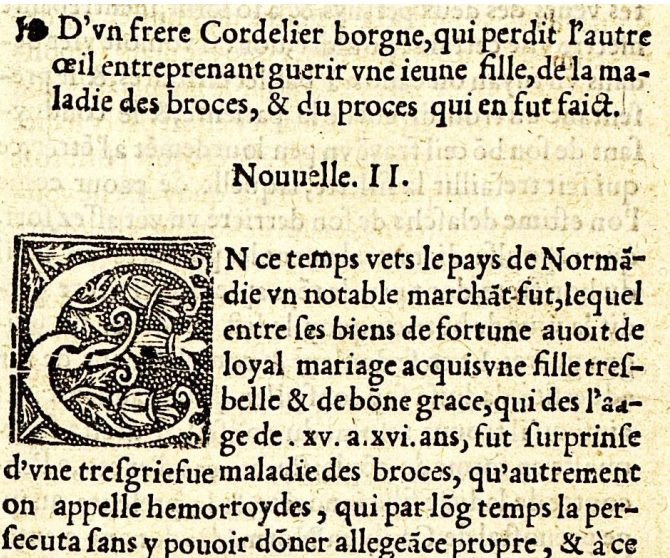 D'vn frere Cordelier borgne,qui perdit l'autre
œil entreprenant guerir vne ieune fille,de la ma-
ladie des broces, & du proces qui en fut faict.
Nouuelle. II.
EN ce temps vers le pays de Normã-
die vn notable marchãt fut,lequel
entre ſes biens de fortune auoit de
loyal mariage acquisvne fille treſ-
belle & de bõne grace,qui des l'aa-
ge de . xv. a.xvi. ans, fut ſurprinſe
d'vne treſgriefue maladie des broces, qu'autrement
on appelle hemorroydes, qui par lõg temps la per-
ſecuta ſans y pouoir dõner allegeãce propre & à ce